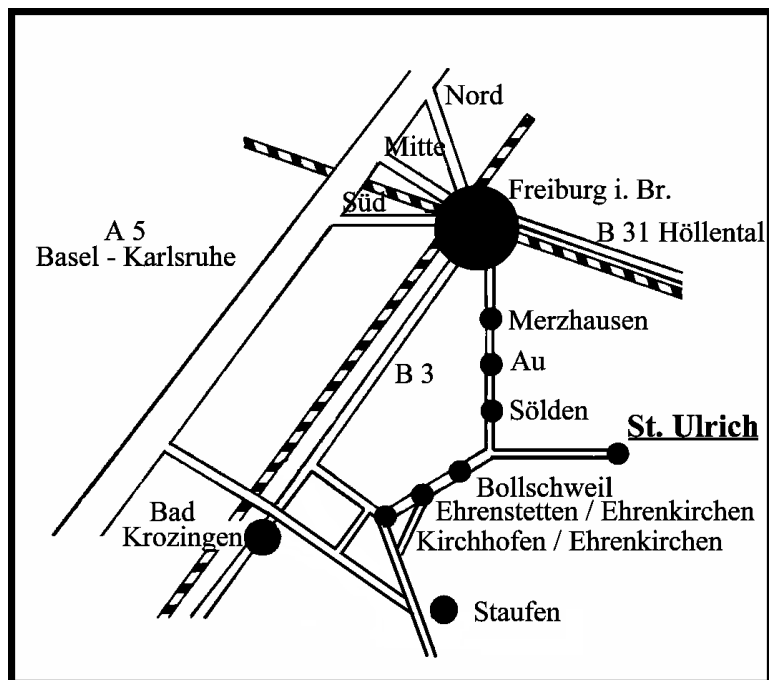 Nord
Mitte
Freiburg i. Br.
Süd
A 5
Basel - Karlsruhe
B 31 Höllental
Merzhausen
Au
B 3
Sölden
St. Ulrich
Bollschweil
Ehrenstetten / Ehrenkirchen
Kirchhofen / Ehrenkirchen
Bad
Krozingen
Staufen